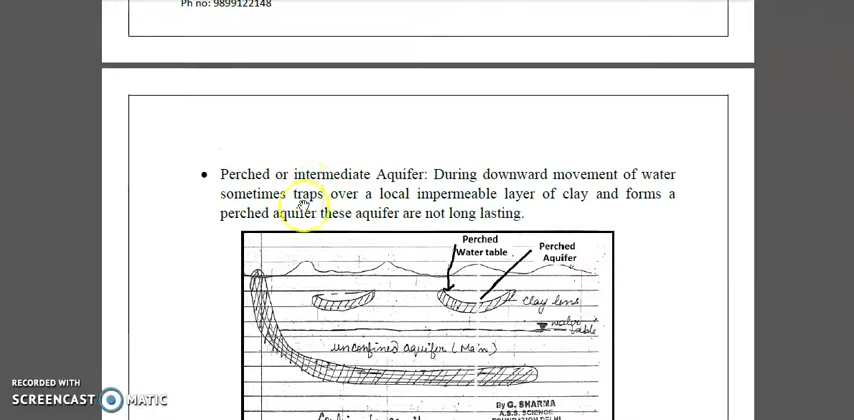 Ph no: 9899122148
• Perched or intermediate Aquifer: During downward movement of water
sometimes traps over a local impermeable layer of clay and forms a
perched aquifer these aquifer are not long lasting.
Perched
Water table
Perched
Aquifer
clay lens
water
table
unconfined aquifer (Main)
By G. SHARMA
A.S.S. SCIENCE
FOUNDATION DELHI
RECORDED WITH
SCREENCAST MATIC